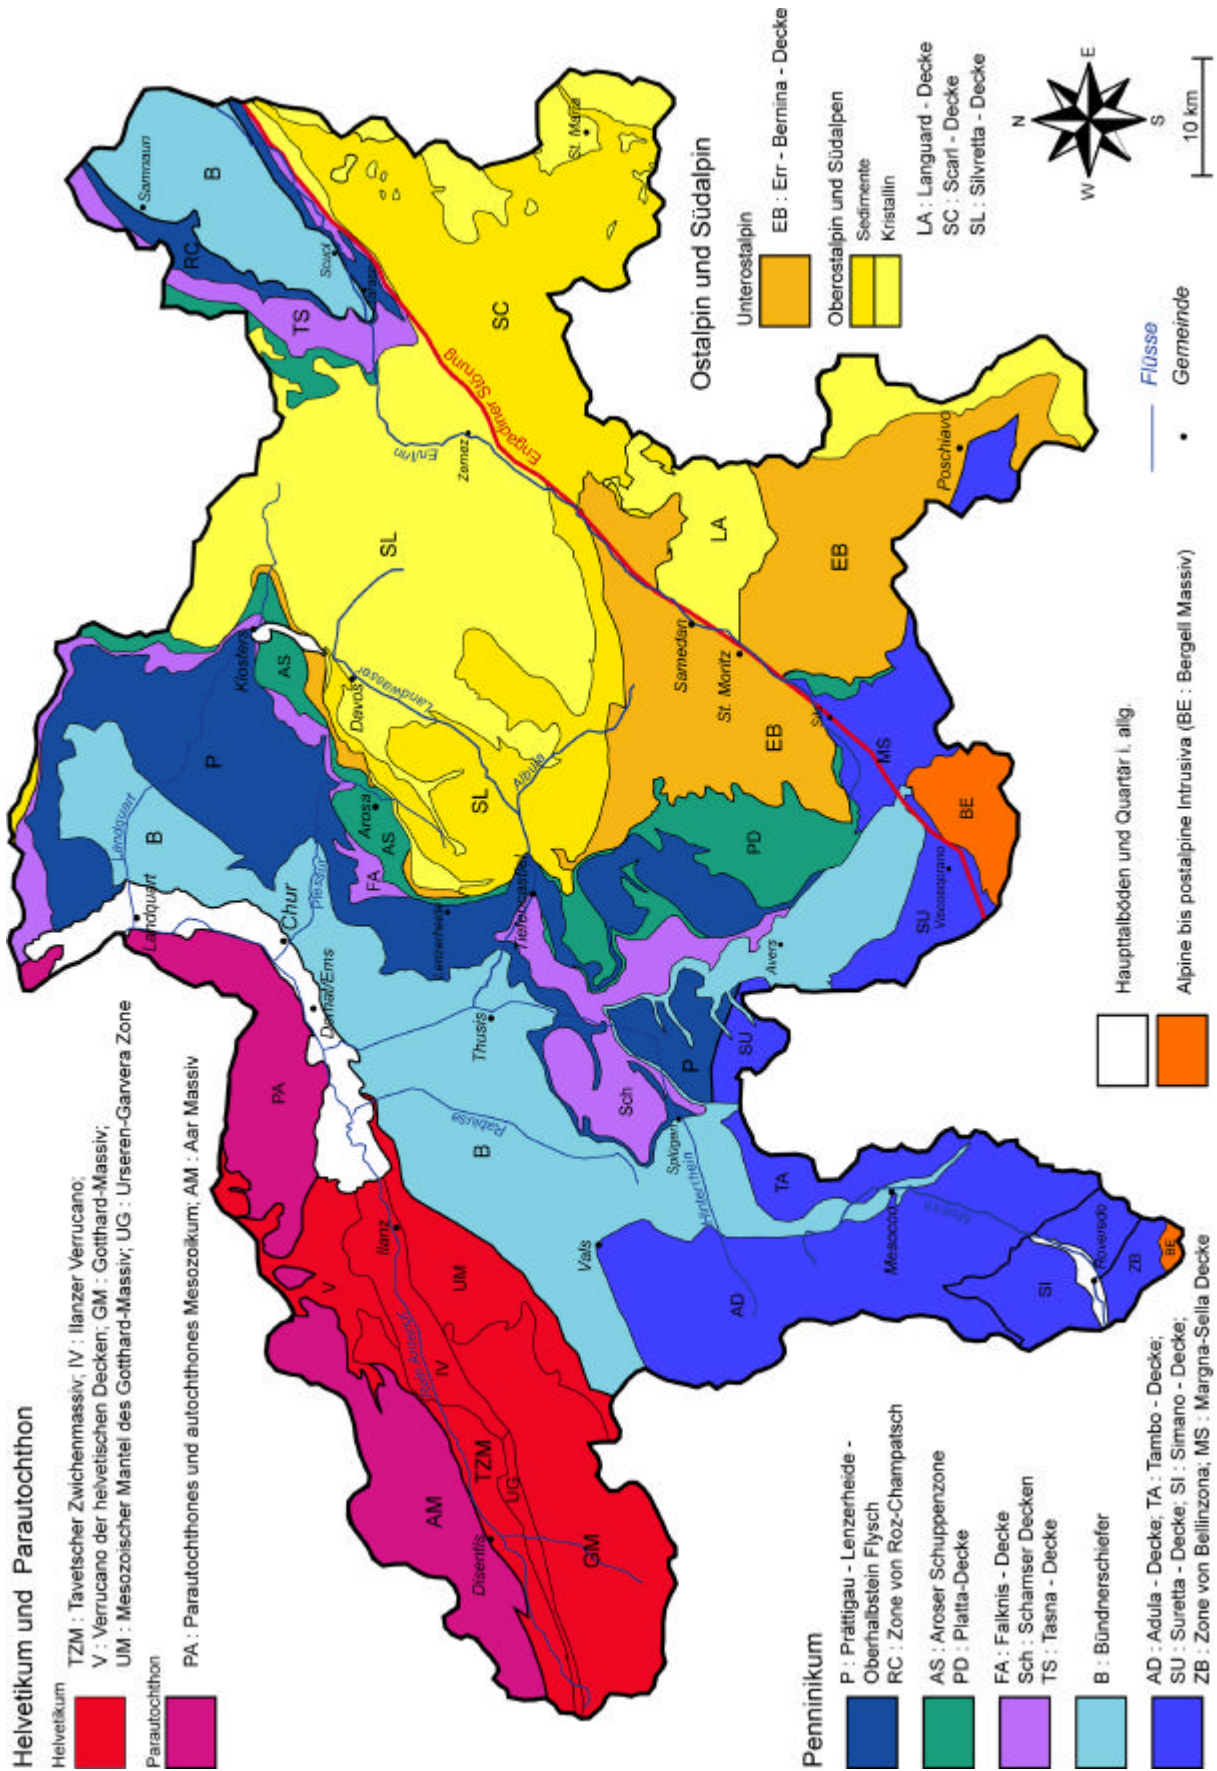 Helvetikum und Parautochthon
Helvetikum
TZM : Tavetscher Zwichenmassiv; IV : Ilanzer Verrucano;
V : Verrucano der helvetischen Decken; GM : Gotthard-Massiv;
UM : Mesozoischer Mantel des Gotthard-Massiv; UG : Urseren-Garvera Zone
Parautochthon
PA : Parautochthones und autochthones Mesozoikum; AM : Aar Massiv
Penninikum
P : Prättigau - Lenzerheide -
Oberhalbstein Flysch
RC : Zone von Roz-Champatsch
AS : Aroser Schuppenzone
PD : Platta-Decke
FA : Falknis - Decke
Sch : Schamser Decken
TS : Tasna - Decke
B : Bündnerschiefer
AD : Adula - Decke; TA : Tambo - Decke;
SU : Suretta - Decke; SI : Simano - Decke;
ZB : Zone von Bellinzona; MS : Margna-Sella Decke
Haupttalböden und Quartär i. allg.
Alpine bis postalpine Intrusiva (BE : Bergell Massiv)
Ostalpin und Südalpin
Unterostalpin
EB : Err - Bernina - Decke
Oberostalpin und Südalpen
Sedimente
Kristallin
LA : Languard - Decke
SC : Scarl - Decke
SL : Silvretta - Decke
Flüsse
Gemeinde
N
E
S
W
10 km
AM
TZM
UG
GM
IV
UM
V
PA
Disentis
Ilanz
Vals
AD
B
Rabiusa
Thusis
Domat/Ems
Chur
Landquart
Landquart
Plessur
B
P
Klosters
AS
Davos
Landwasser
Arosa
AS
FA
Lenzerheide
Tiefencastel
Albula
SL
SL
Sch
P
Splügen
Hinterrhein
TA
Mesocco
Moesa
SI
Roveredo
ZB
BE
SU
Avers
SU
Vicosoprano
BE
MS
Sils
PD
EB
St. Moritz
Samedan
LA
EB
Poschiavo
Zernez
En/Inn
Engadiner Störung
SC
St. Maria
TS
RC
B
Samnaun
Scuol